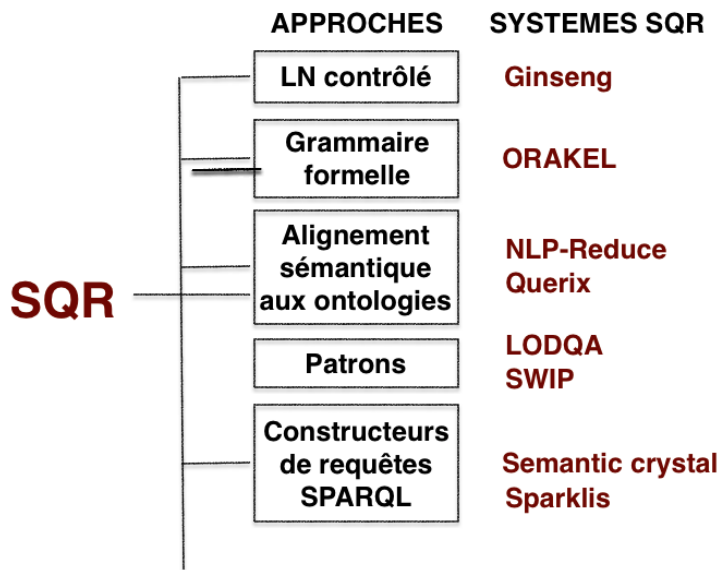 APPROCHES SYSTEMES SQR
LN contrôlé Ginseng
Grammaire
formelle
ORAKEL
Alignement
sémantique
aux ontologies
NLP-Reduce
Querix
SQR
Patrons
LODQA
SWIP
Constructeurs
de requêtes
SPARQL
Semantic crystal
Sparklis